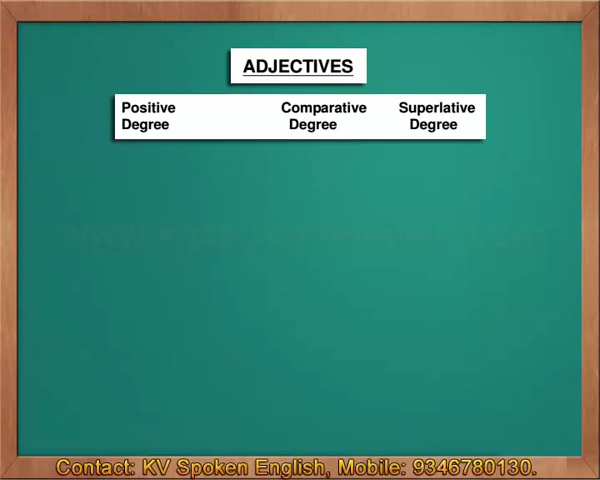 ADJECTIVES
Positive Comparative Superlative
Degree Degree Degree
Contact: KV Spoken English, Mobile: 9346780130.